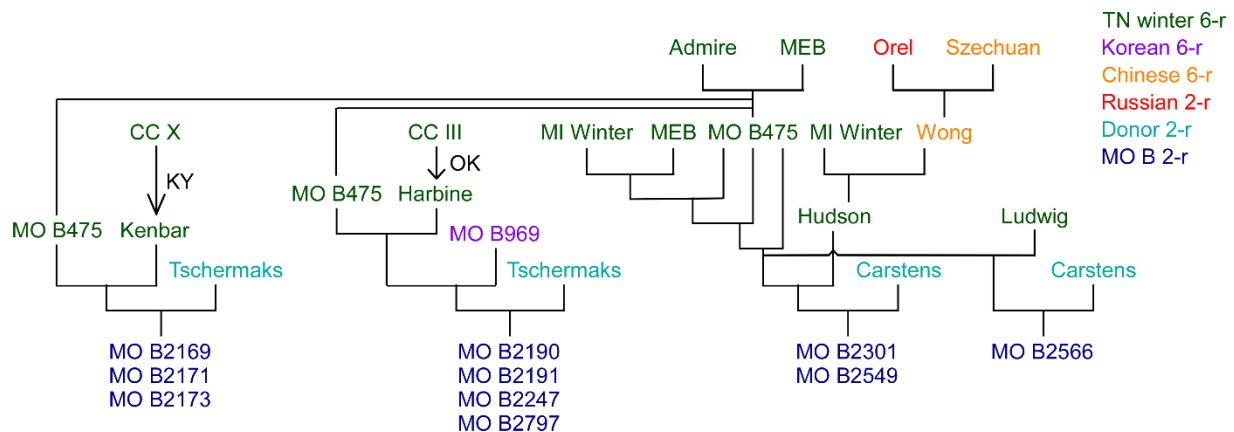 TN winter 6-r
Korean 6-r
Chinese 6-r
Russian 2-r
Donor 2-r
MO B 2-r
Admire MEB Orel Szechuan
CC X CC III MI Winter MEB MO B475 MI Winter Wong
KY OK
MO B475 Harbine
Hudson Ludwig
MO B475 Kenbar MO B969
Tschermaks Tschermaks Carstens Carstens
MO B2169 MO B2190 MO B2301 MO B2566
MO B2171 MO B2191 MO B2549
MO B2173 MO B2247
MO B2797